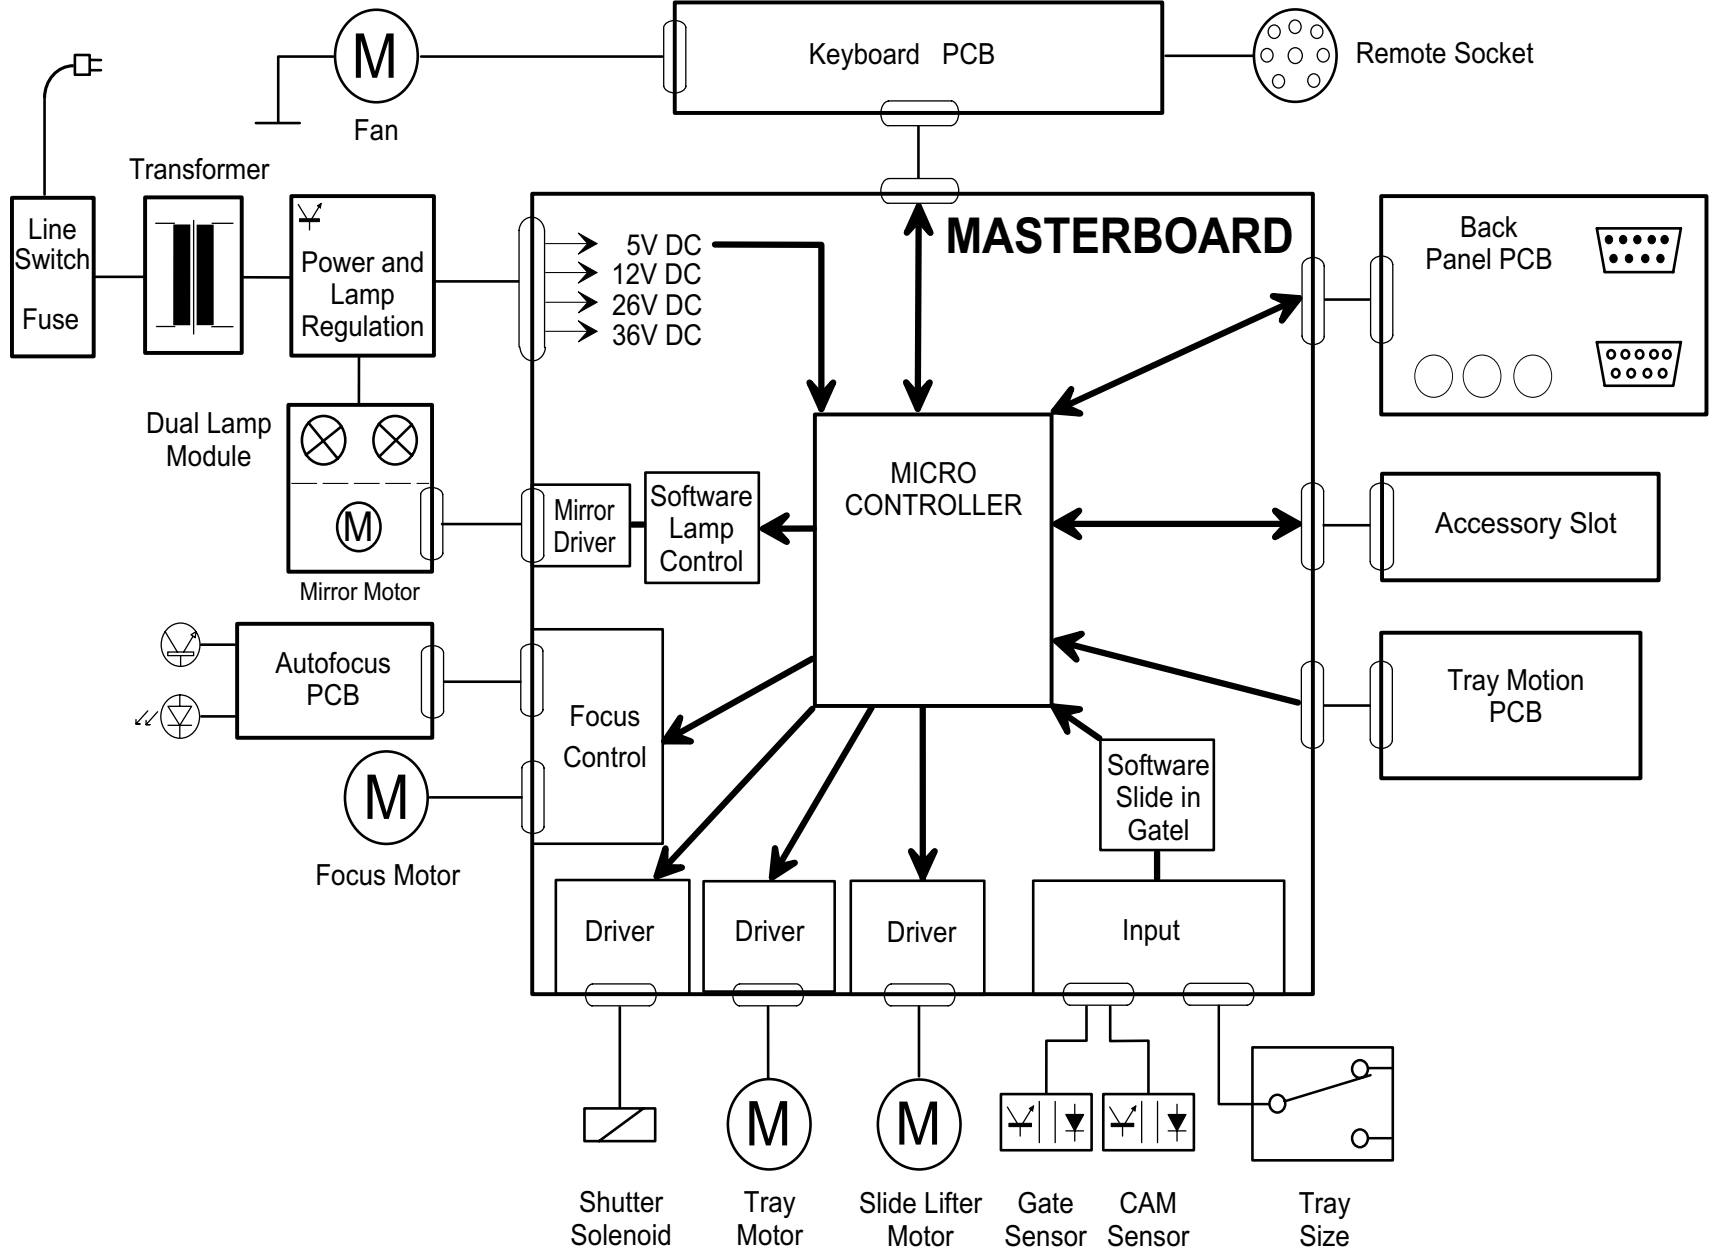 Keyboard PCB
Remote Socket
M
Fan
Transformer
Line
Switch
Fuse
Power and
Lamp
Regulation
MASTERBOARD
5V DC
12V DC
26V DC
36V DC
Back
Panel PCB
Dual Lamp
Module
M
Mirror Motor
Mirror
Driver
Software
Lamp
Control
MICRO
CONTROLLER
Accessory Slot
Autofocus
PCB
Focus
Control
Tray Motion
PCB
M
Focus Motor
Software
Slide in
Gatel
Driver
Driver
Driver
Input
M
M
Shutter
Solenoid
Tray
Motor
Slide Lifter
Motor
Gate
Sensor
CAM
Sensor
Tray
Size